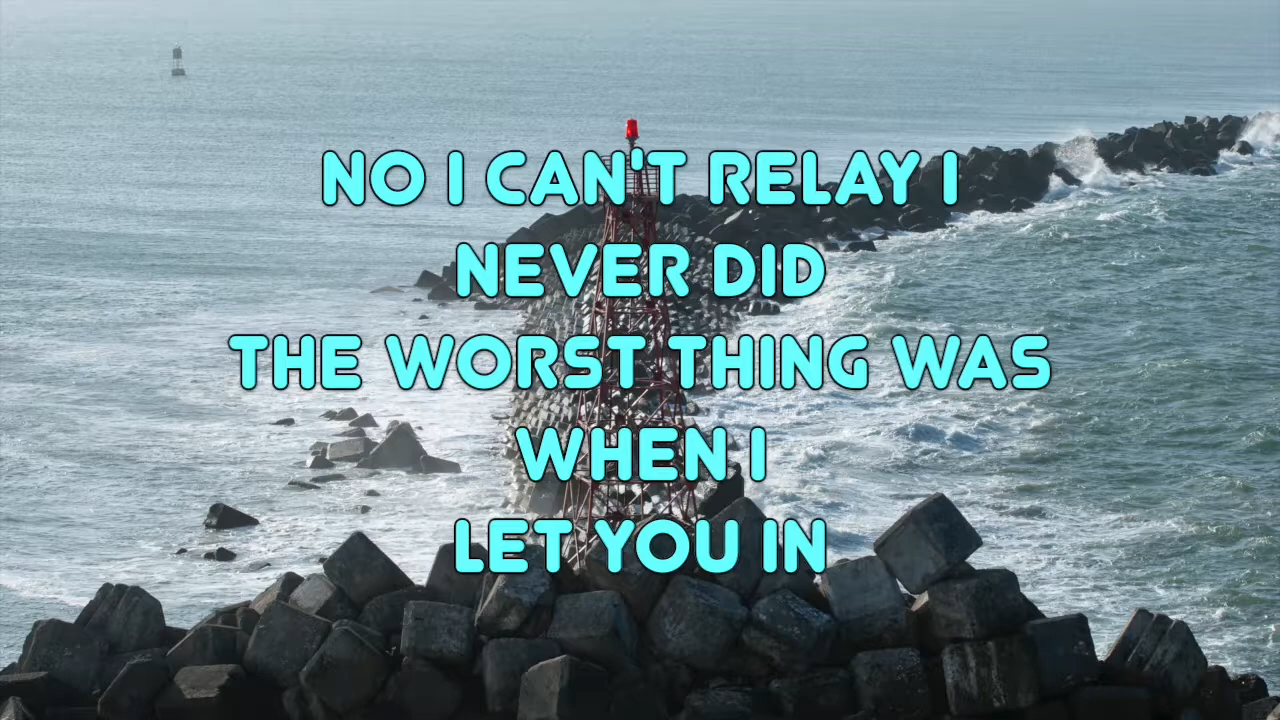 NO I CAN'T RELAY I
NEVER DID
THE WORST THING WAS
WHEN I
LET YOU IN